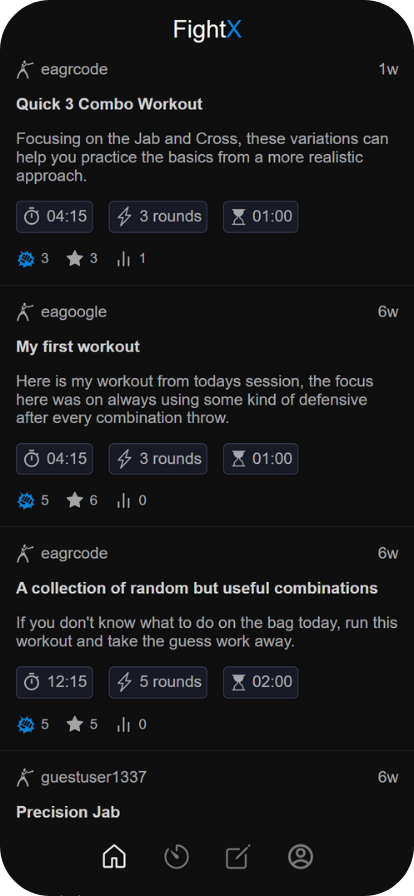 FightX
eagrcode 1w
Quick 3 Combo Workout
Focusing on the Jab and Cross, these variations can
help you practice the basics from a more realistic
approach.
04:15 3 rounds 01:00
3 3 1
eagoogle 6w
My first workout
Here is my workout from todays session, the focus
here was on always using some kind of defensive
after every combination throw.
04:15 3 rounds 01:00
5 6 0
eagrcode 6w
A collection of random but useful combinations
If you don't know what to do on the bag today, run this
workout and take the guess work away.
12:15 5 rounds 02:00
5 5 0
guestuser1337 6w
Precision Jab